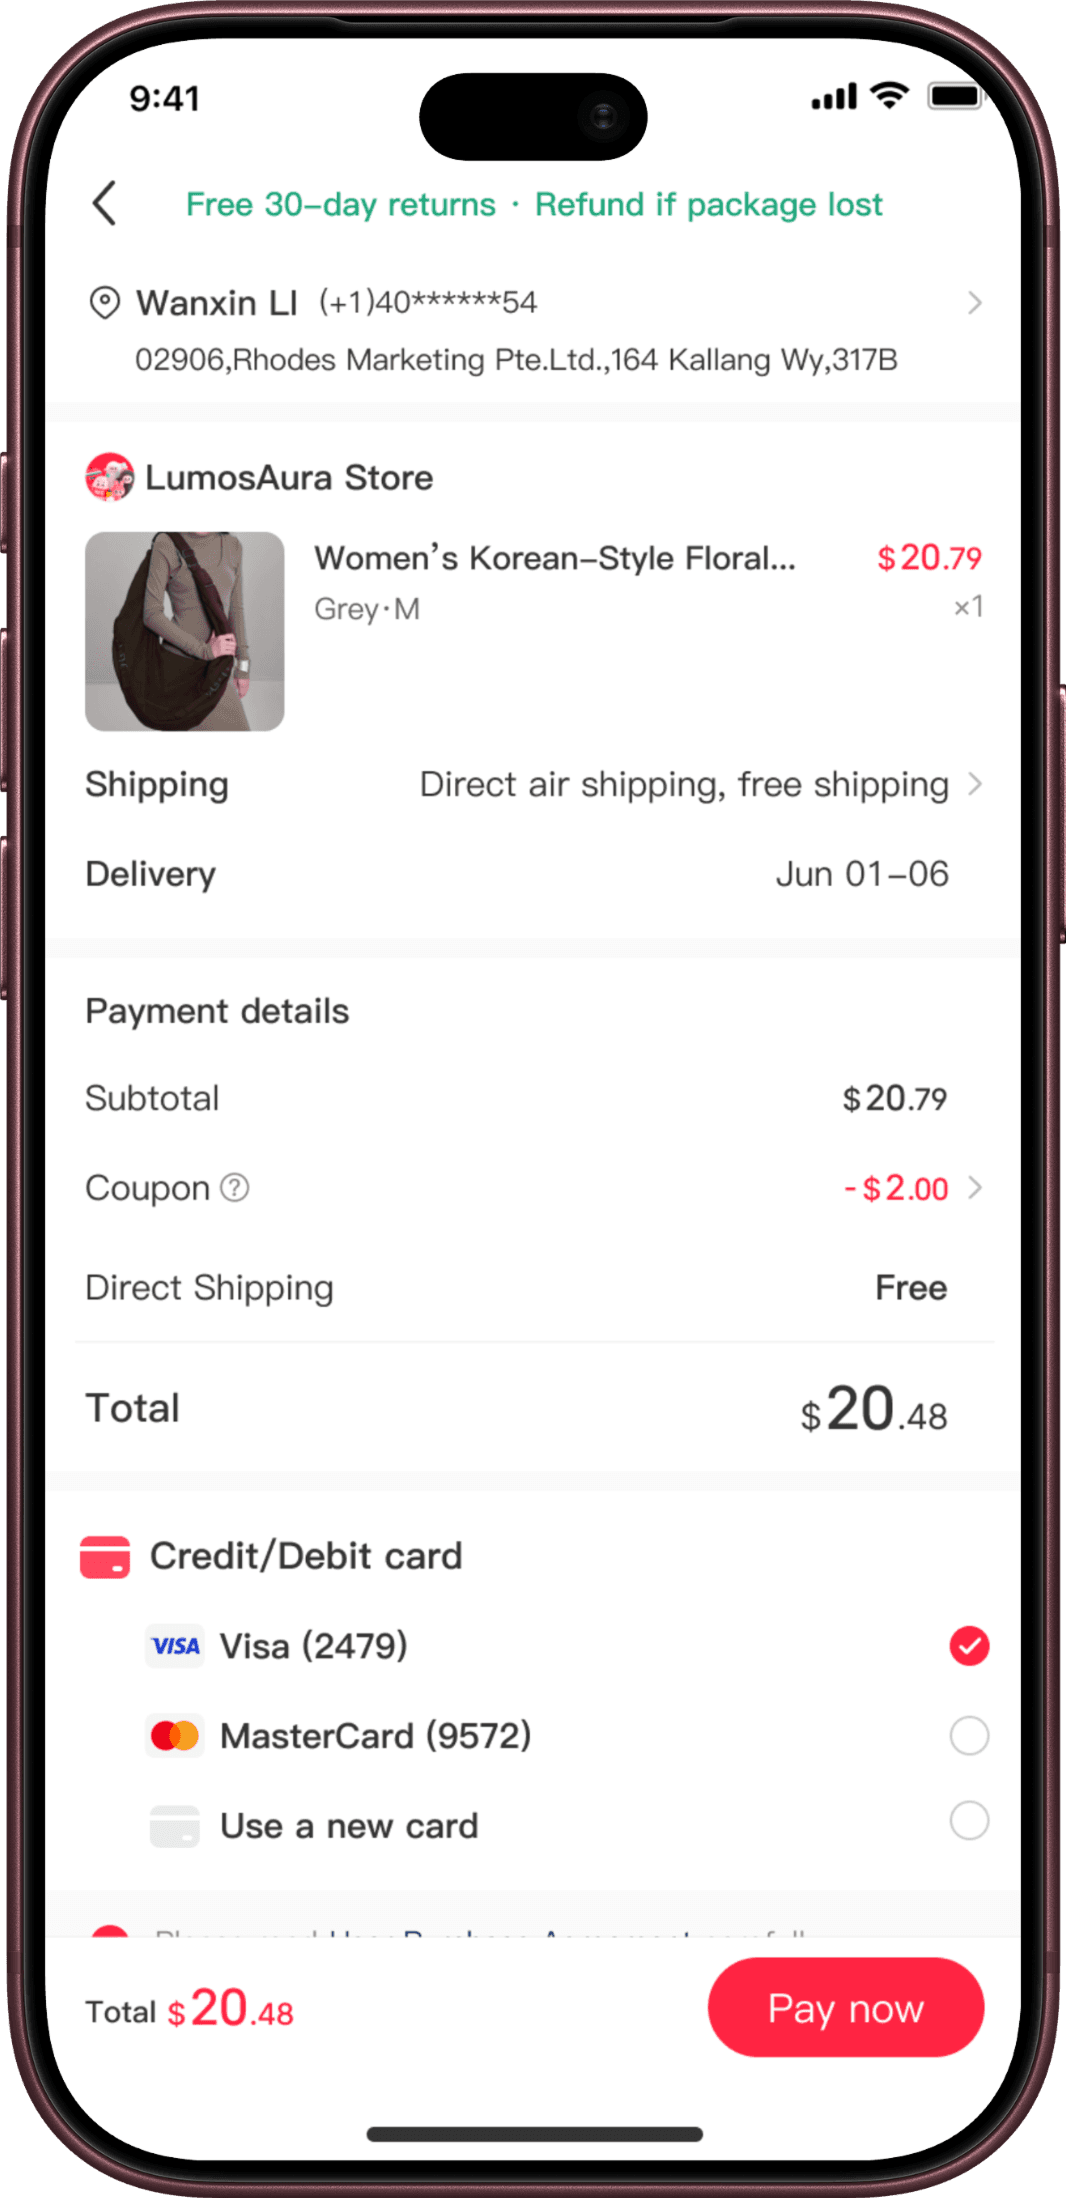 9:41
Free 30-day returns · Refund if package lost
Wanxin LI (+1)40******54
02906,Rhodes Marketing Pte.Ltd.,164 Kallang Wy,317B
LumosAura Store
Women's Korean-Style Floral... $20.79
Grey·M ×1
Shipping Direct air shipping, free shipping
Delivery Jun 01-06
Payment details
Subtotal $20.79
Coupon ? -$2.00
Direct Shipping Free
Total $20.48
Credit/Debit card
VISA Visa (2479)
MasterCard (9572)
Use a new card
Total $20.48 Pay now